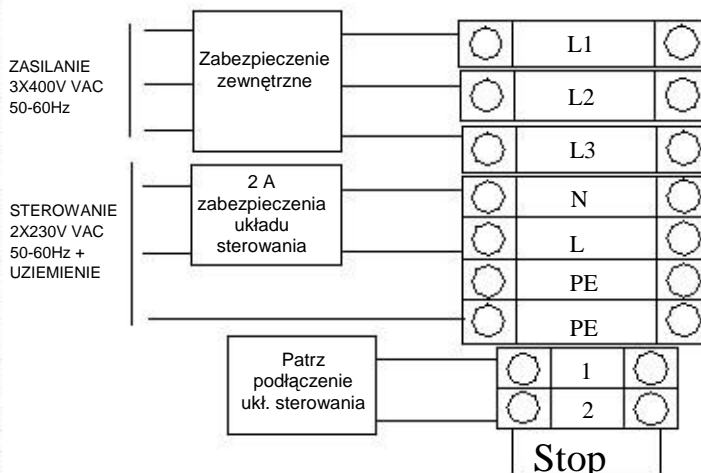 ZASILANIE
3X400V VAC
50-60Hz
Zabezpieczenie
zewnętrzne
L1
L2
L3
STEROWANIE
2X230V VAC
50-60Hz +
UZIEMIENIE
2 A
zabezpieczenia
układu
sterowania
N
L
PE
PE
Patrz
podłączenie
ukł. sterowania
1
2
Stop